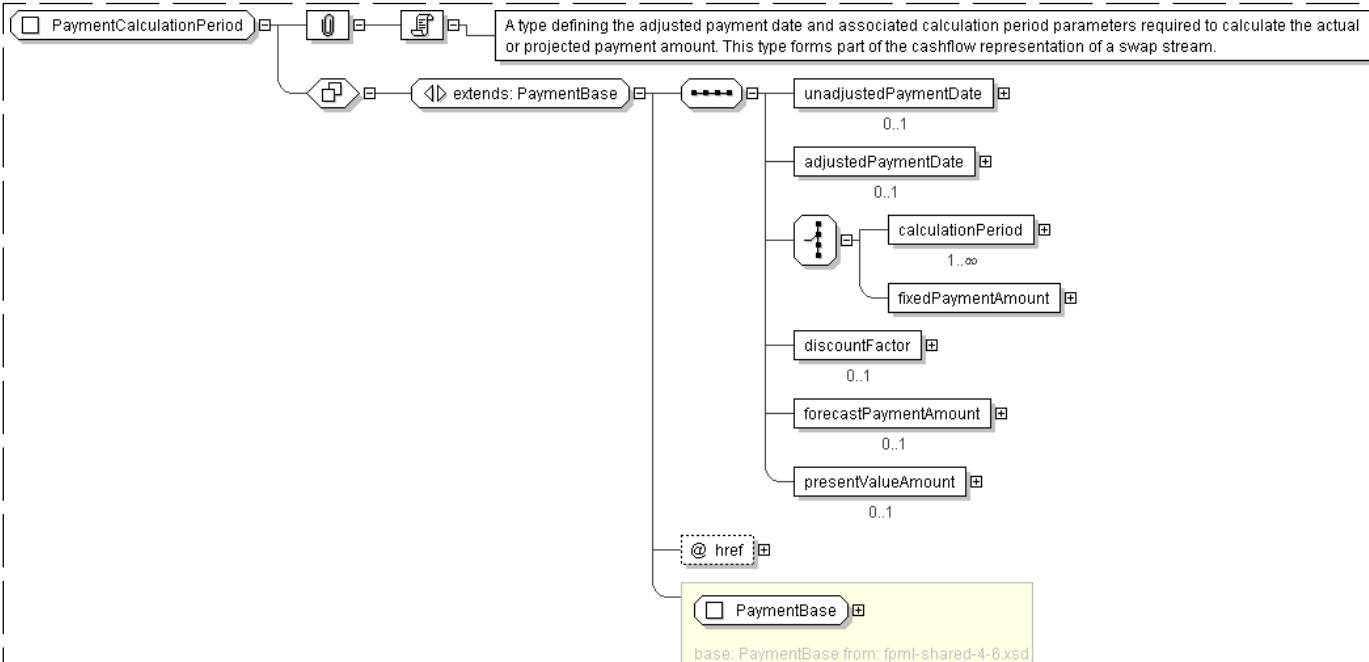 PaymentCalculationPeriod
A type defining the adjusted payment date and associated calculation period parameters required to calculate the actual
or projected payment amount. This type forms part of the cashflow representation of a swap stream.
extends: PaymentBase
unadjustedPaymentDate
0..1
adjustedPaymentDate
0..1
calculationPeriod
1..∞
fixedPaymentAmount
discountFactor
0..1
forecastPaymentAmount
0..1
presentValueAmount
0..1
@ href
PaymentBase
base: PaymentBase from: fpml-shared-4-6.xsd